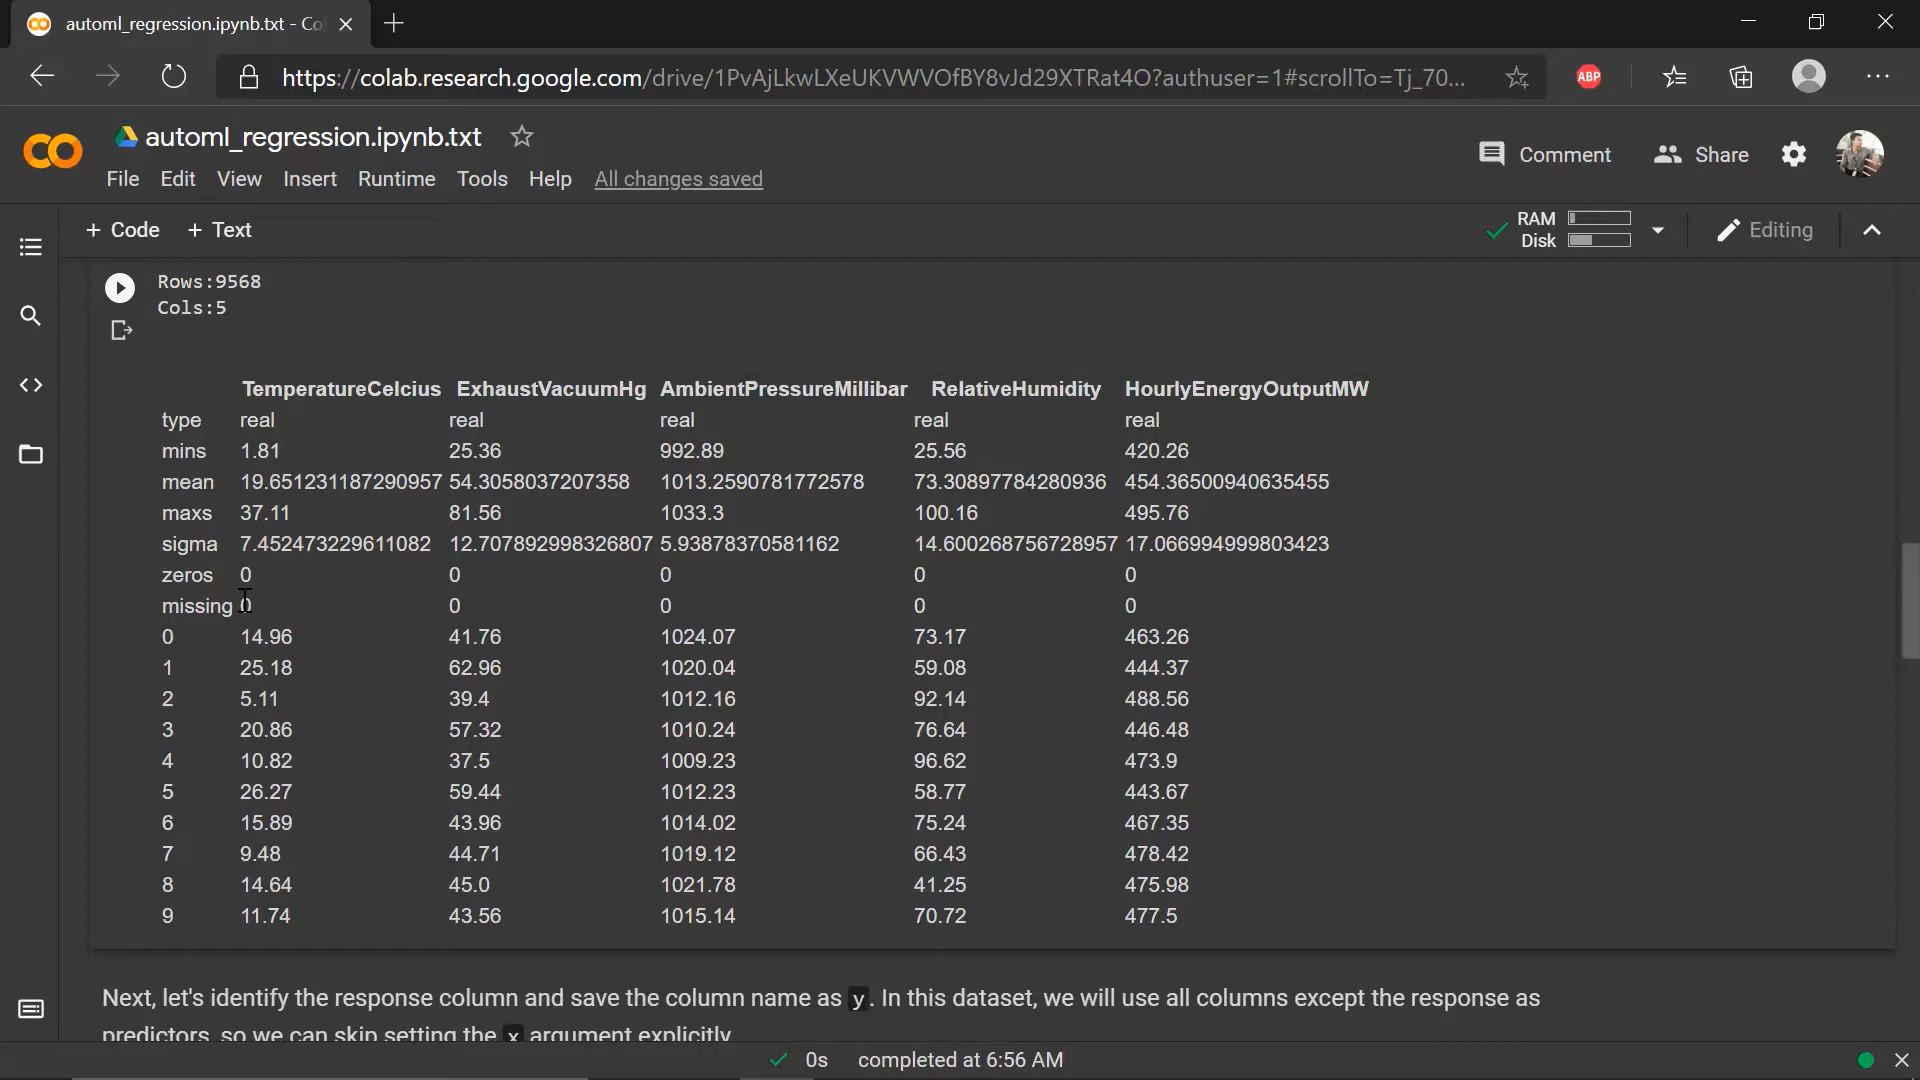 automl_regression.ipynb.txt - Co
https://colab.research.google.com/drive/1PvAjLkwLXeUKVWVOfBY8vJd29XTRat4O?authuser=1#scrollTo=Tj_70...
ABP
automl_regression.ipynb.txt
Comment
Share
File Edit View Insert Runtime Tools Help All changes saved
+ Code + Text
RAM
Disk
Editing
Rows:9568
Cols:5
TemperatureCelcius ExhaustVacuumHg AmbientPressureMillibar RelativeHumidity HourlyEnergyOutputMW
type real real real real real
mins 1.81 25.36 992.89 25.56 420.26
mean 19.651231187290957 54.3058037207358 1013.2590781772578 73.30897784280936 454.36500940635455
maxs 37.11 81.56 1033.3 100.16 495.76
sigma 7.452473229611082 12.707892998326807 5.93878370581162 14.600268756728957 17.066994999803423
zeros 0 0 0 0 0
missing 0 0 0 0 0
0 14.96 41.76 1024.07 73.17 463.26
1 25.18 62.96 1020.04 59.08 444.37
2 5.11 39.4 1012.16 92.14 488.56
3 20.86 57.32 1010.24 76.64 446.48
4 10.82 37.5 1009.23 96.62 473.9
5 26.27 59.44 1012.23 58.77 443.67
6 15.89 43.96 1014.02 75.24 467.35
7 9.48 44.71 1019.12 66.43 478.42
8 14.64 45.0 1021.78 41.25 475.98
9 11.74 43.56 1015.14 70.72 477.5
Next, let's identify the response column and save the column name as y. In this dataset, we will use all columns except the response as
predictors, so we can skip setting the x argument explicitly
0s completed at 6:56 AM